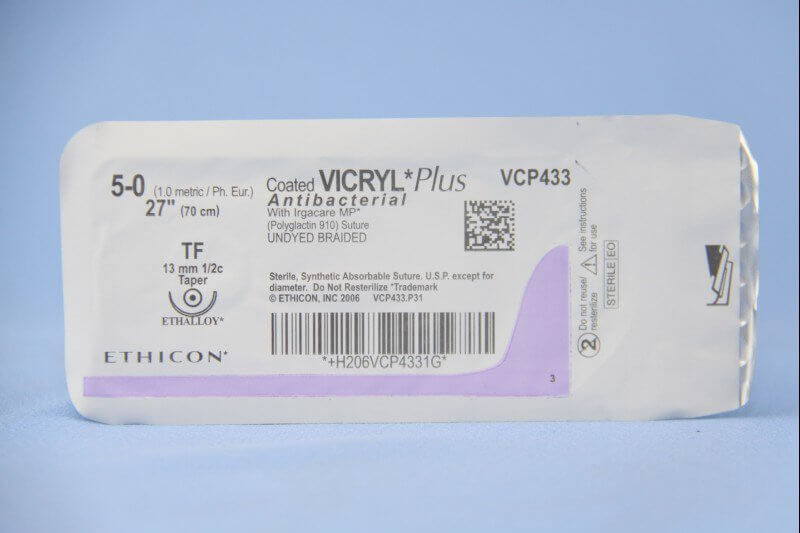 5-0 (1.0 metric / Ph. Eur.)
27" (70 cm)
TF
13 mm 1/2c
Taper
ETHALLOY*
ETHICON*
Coated VICRYL* Plus
Antibacterial
With Irgacare MP*
(Polyglactin 910) Suture
UNDYED BRAIDED
VCP433
Sterile, Synthetic Absorbable Suture. U.S.P. except for
diameter. Do Not Resterilize *Trademark
© ETHICON, INC 2006 VCP433.P31
*+H206VCP4331G*
3
2 Do not reuse/
resterilize
See instructions
for use
STERILE EO